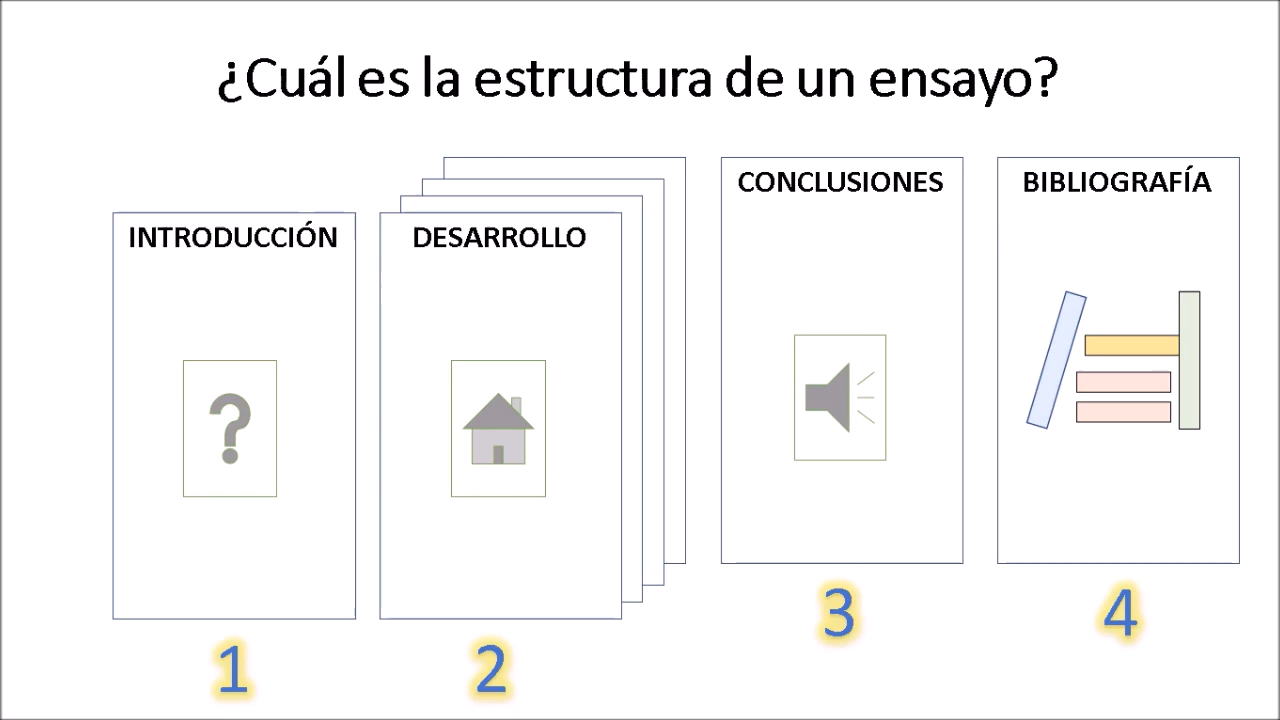 ¿Cuál es la estructura de un ensayo?
INTRODUCCIÓN
DESARROLLO
CONCLUSIONES
BIBLIOGRAFÍA
?
1
2
3
4